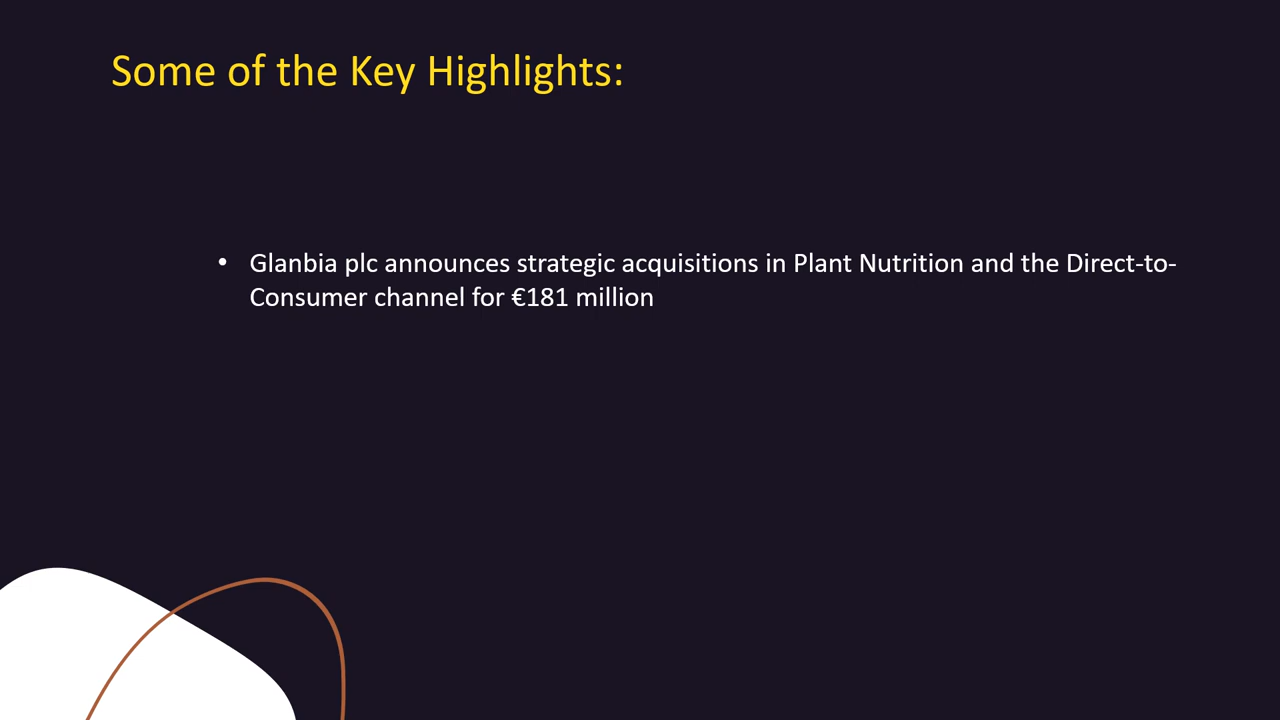 Some of the Key Highlights:
• Glanbia plc announces strategic acquisitions in Plant Nutrition and the Direct-to-
Consumer channel for €181 million